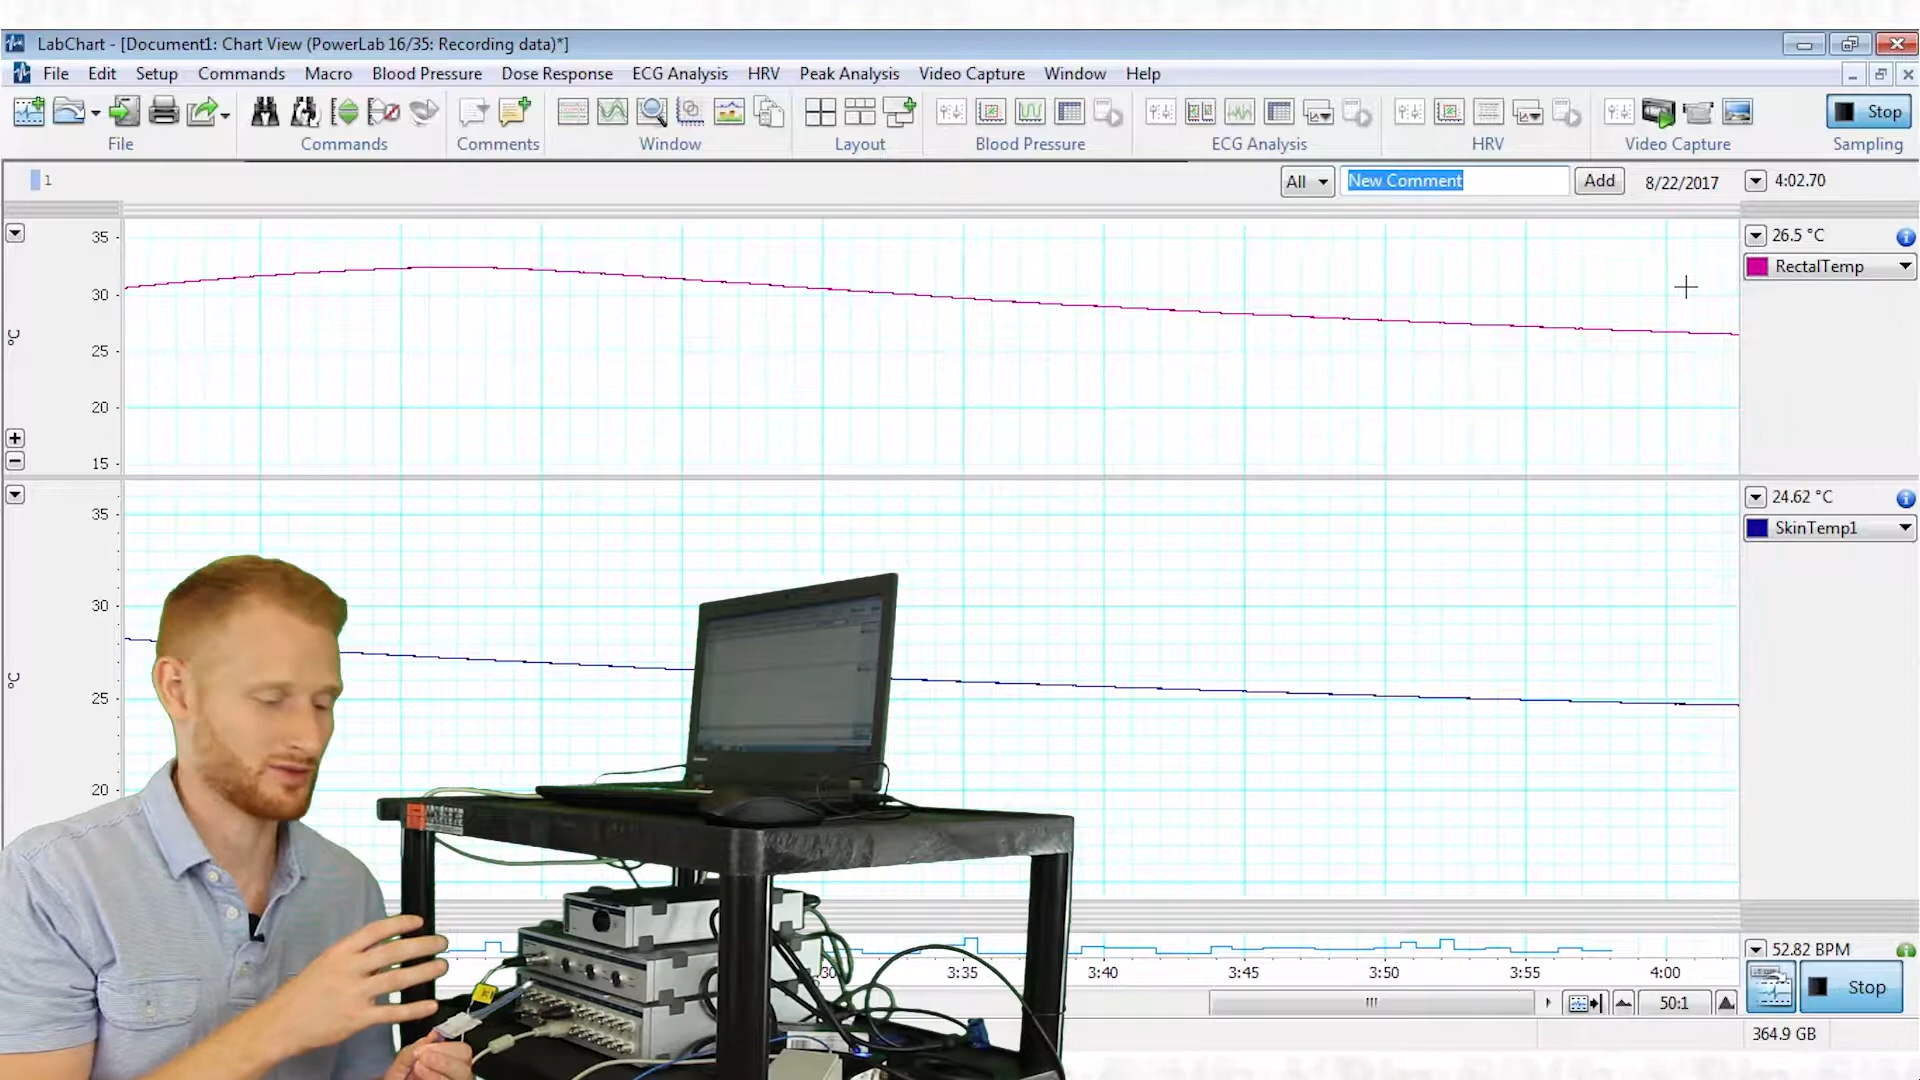 LabChart - [Document1: Chart View (PowerLab 16/35: Recording data)*]
File Edit Setup Commands Macro Blood Pressure Dose Response ECG Analysis HRV Peak Analysis Video Capture Window Help
Stop
File Commands Comments Window Layout Blood Pressure ECG Analysis HRV Video Capture Sampling
1 All New Comment Add 8/22/2017 4:02.70
35
30
25
20
15
°C
26.5 °C
RectalTemp
35
30
25
20
°C
24.62 °C
SkinTemp1
52.82 BPM
:30 3:35 3:40 3:45 3:50 3:55 4:00
50:1
Stop
364.9 GB